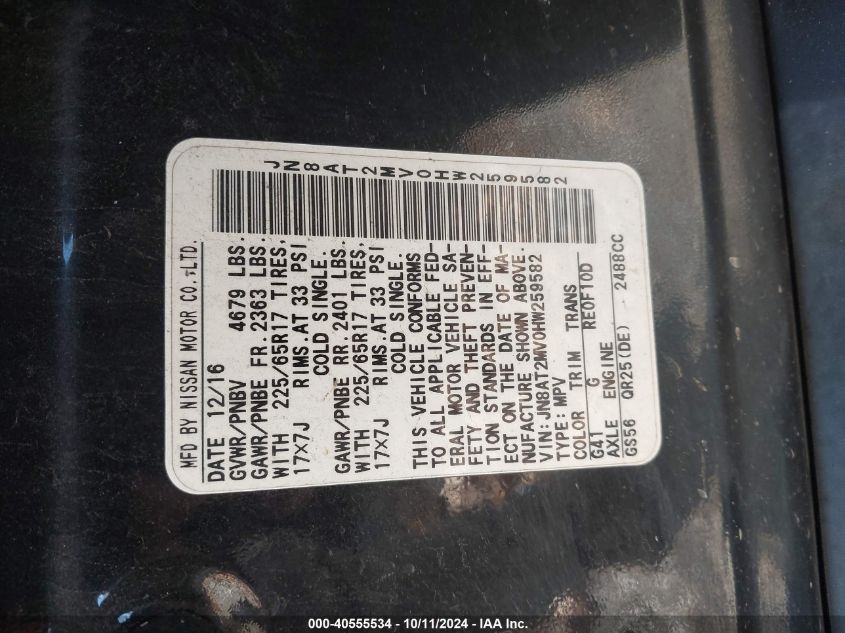 MFD BY NISSAN MOTOR CO.,LTD.
JN8AT2MV0HW259582
DATE 12/16
GVWR/PNBV 4679 LBS.
GAWR/PNBE FR.2363 LBS.
WITH 225/65R17 TIRES,
17X7J RIMS.AT 33 PSI
COLD SINGLE.
GAWR/PNBE RR.2401 LBS.
WITH 225/65R17 TIRES,
17X7J RIMS.AT 33 PSI
COLD SINGLE.
THIS VEHICLE CONFORMS
TO ALL APPLICABLE FED-
ERAL MOTOR VEHICLE SA-
FETY AND THEFT PREVEN-
TION STANDARDS IN EFF-
ECT ON THE DATE OF MA-
NUFACTURE SHOWN ABOVE.
VIN:JN8AT2MV0HW259582
TYPE:MPV
COLOR TRIM TRANS
G41 G RE0F10D
AXLE ENGINE
GS56 QR25(DE) 2488CC
000-40555534 - 10/11/2024 - IAA Inc.